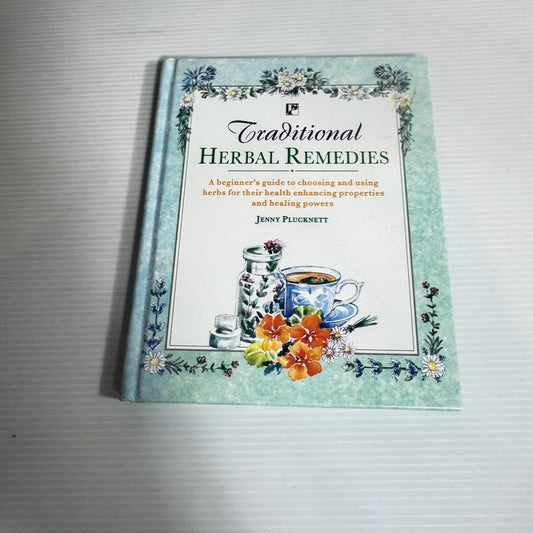 Traditional
HERBAL REMEDIES
A beginner's guide to choosing and using
herbs for their health enhancing properties
and healing powers
JENNY PLUCKNETT